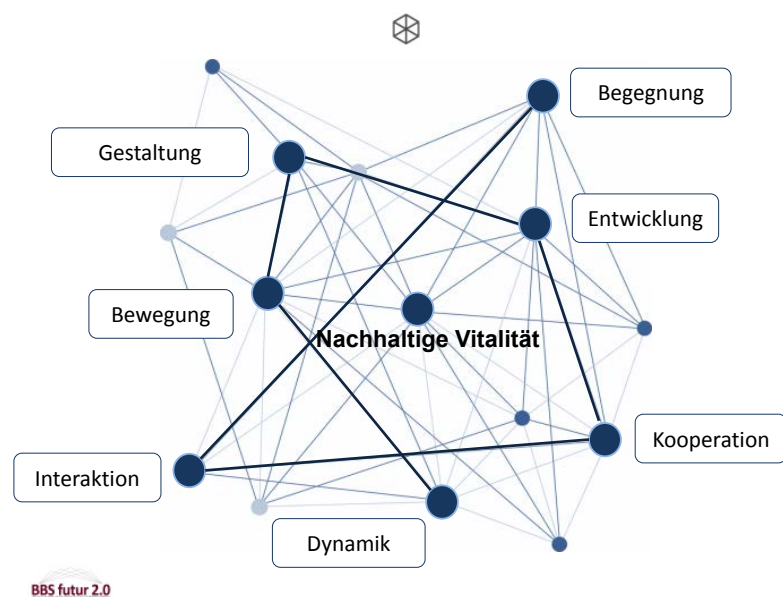 Begegnung
Gestaltung
Entwicklung
Bewegung
Nachhaltige Vitalität
Kooperation
Interaktion
Dynamik
BBS futur 2.0